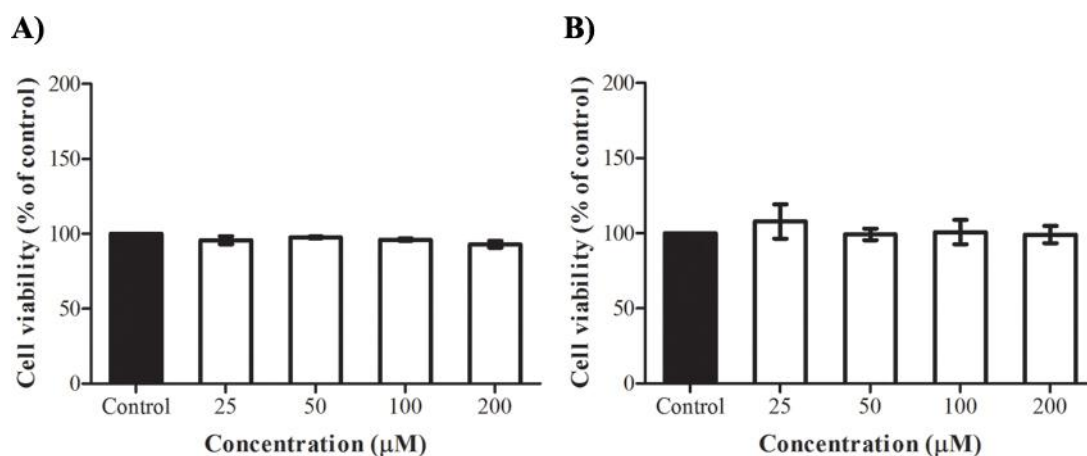 A)
Cell viability (% of control)
200
150
100
50
0
Control 25 50 100 200
Concentration (μM)
B)
Cell viability (% of control)
200
150
100
50
0
Control 25 50 100 200
Concentration (μM)